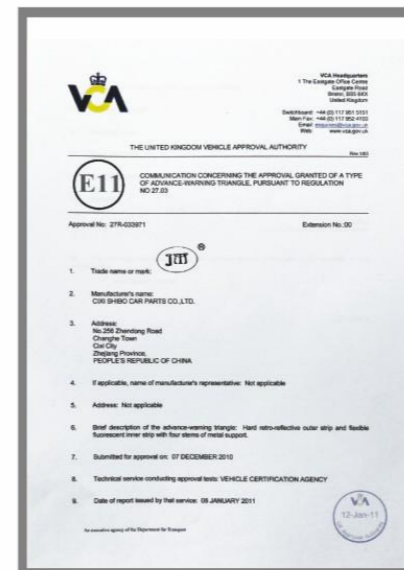 VCA
VCA Headquarters
1 The Eastgate Office Centre
Eastgate Road
Bristol, BS5 6XX
United Kingdom
Switchboard: +44 (0) 117 951 5151
Main Fax: +44 (0) 117 952 4103
Email: enquiries@vca.gov.uk
Web: www.vca.gov.uk
THE UNITED KINGDOM VEHICLE APPROVAL AUTHORITY
E11
COMMUNICATION CONCERNING THE APPROVAL GRANTED OF A TYPE
OF ADVANCE-WARNING TRIANGLE, PURSUANT TO REGULATION
NO 27.03
Approval No: 27R-033971 Extension No.:00
®
1. Trade name or mark:
2. Manufacturer's name:
CIXI SHIBO CAR PARTS CO.,LTD.
3. Address:
No.256 Zhendong Road
Changhe Town
Cixi City
Zhejiang Province,
PEOPLE'S REPUBLIC OF CHINA
4. If applicable, name of manufacturer's representative: Not applicable
5. Address: Not applicable
6. Brief description of the advance-warning triangle: Hard retro-reflective outer strip and flexible
fluorescent inner strip with four stems of metal support.
7. Submitted for approval on: 07 DECEMBER 2010
8. Technical service conducting approval tests: VEHICLE CERTIFICATION AGENCY
9. Date of report issued by that service: 08 JANUARY 2011
VCA
12-Jan-11
An executive agency of the Department for Transport